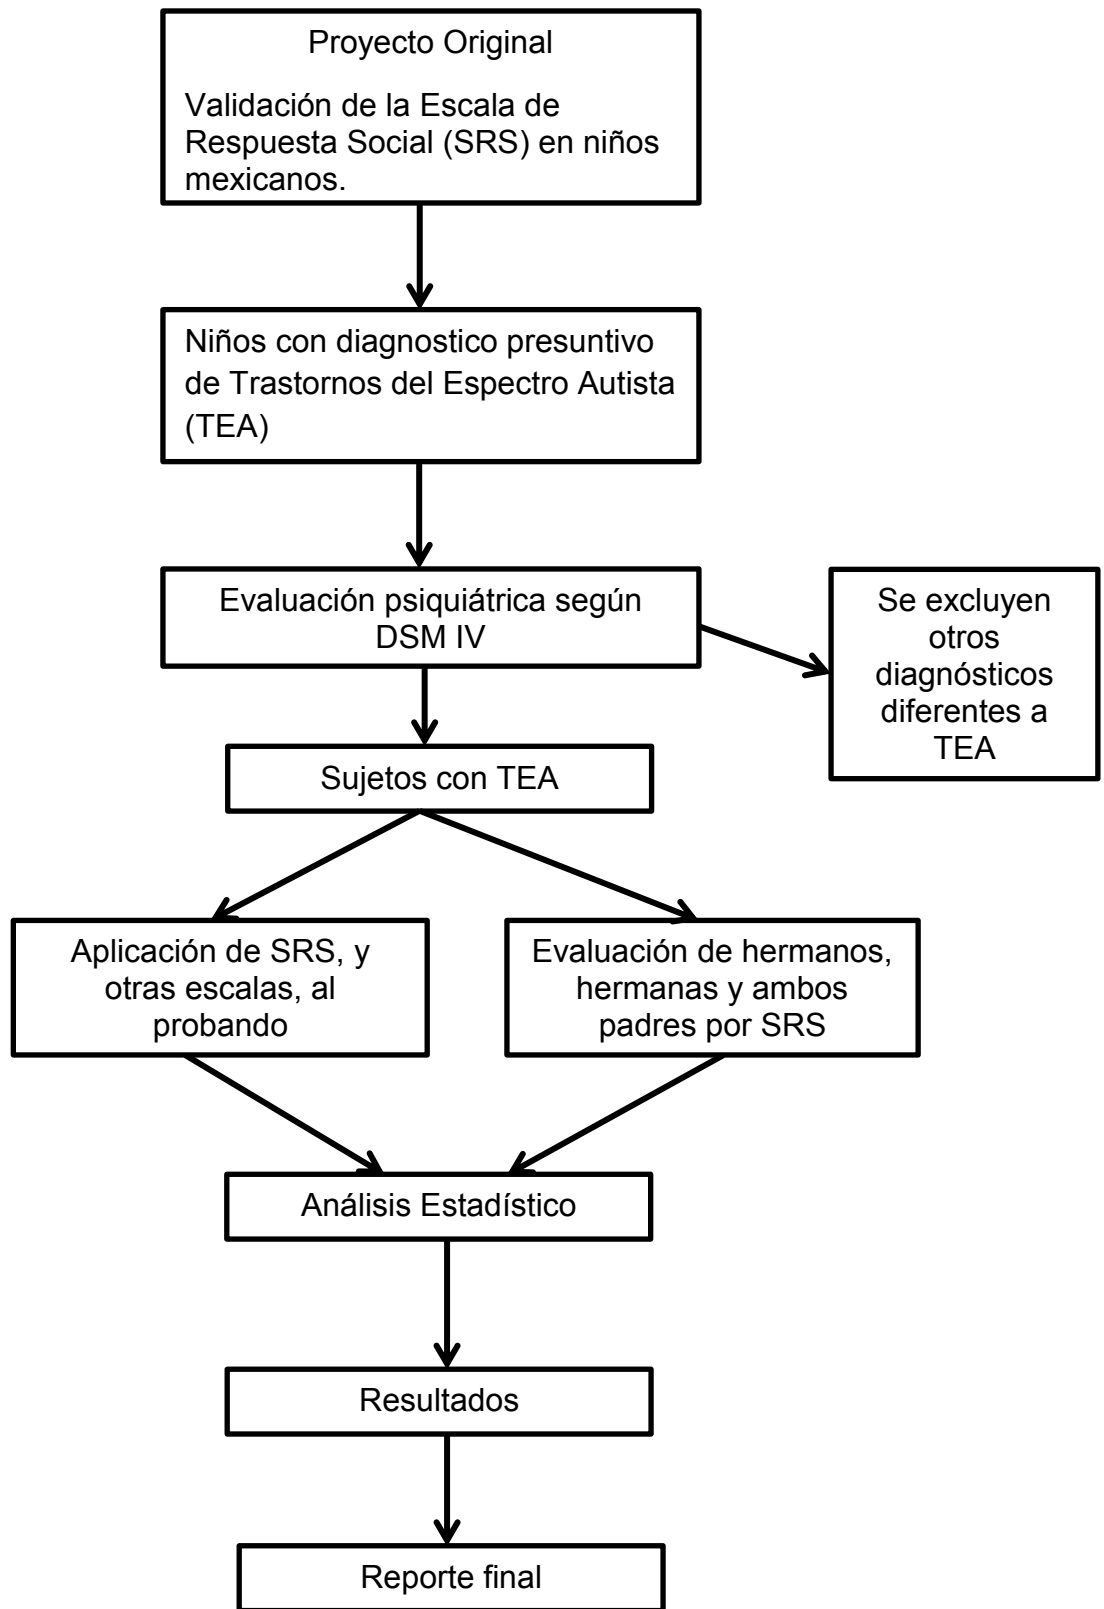 Proyecto Original
Validación de la Escala de
Respuesta Social (SRS) en niños
mexicanos.
Niños con diagnostico presuntivo
de Trastornos del Espectro Autista
(TEA)
Evaluación psiquiátrica según
DSM IV
Se excluyen
otros
diagnósticos
diferentes a
TEA
Sujetos con TEA
Aplicación de SRS, y
otras escalas, al
probando
Evaluación de hermanos,
hermanas y ambos
padres por SRS
Análisis Estadístico
Resultados
Reporte final